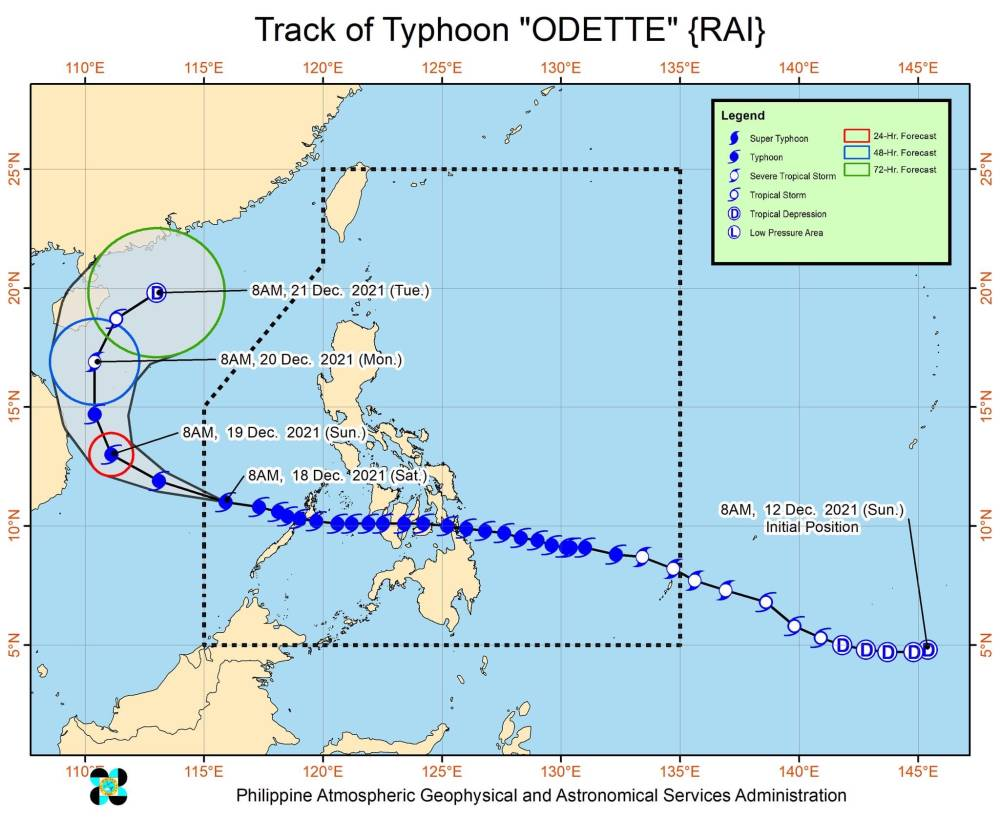 Track of Typhoon "ODETTE" {RAI}
110°E 115°E 120°E 125°E 130°E 135°E 140°E 145°E
Legend
Super Typhoon
Typhoon
Severe Tropical Storm
Tropical Storm
D Tropical Depression
L Low Pressure Area
24-Hr. Forecast
48-Hr. Forecast
72-Hr. Forecast
25°N 25°N
20°N 20°N
D 8AM, 21 Dec. 2021 (Tue.)
8AM, 20 Dec. 2021 (Mon.)
15°N 15°N
8AM, 19 Dec. 2021 (Sun.)
8AM, 18 Dec. 2021 (Sat.)
8AM, 12 Dec. 2021 (Sun.)
Initial Position
10°N 10°N
D D D D D
5°N 5°N
110°E 115°E 120°E 125°E 130°E 135°E 140°E 145°E
Philippine Atmospheric Geophysical and Astronomical Services Administration